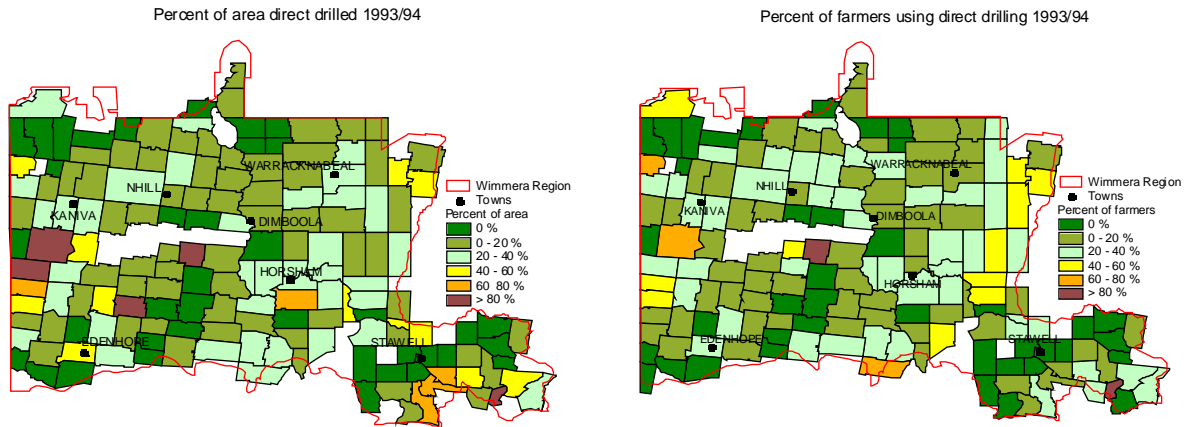 Percent of area direct drilled 1993/94
WARRACKNABEAL
NHILL
KANIVA
DIMBOOLA
HORSHAM
EDENHOPE
STAWELL
Wimmera Region
Towns
Percent of area
0 %
0 - 20 %
20 - 40 %
40 - 60 %
60 80 %
> 80 %
Percent of farmers using direct drilling 1993/94
WARRACKNABEAL
NHILL
KANIVA
DIMBOOLA
HORSHAM
EDENHOPE
STAWELL
Wimmera Region
Towns
Percent of farmers
0 %
0 - 20 %
20 - 40 %
40 - 60 %
60 - 80 %
> 80 %